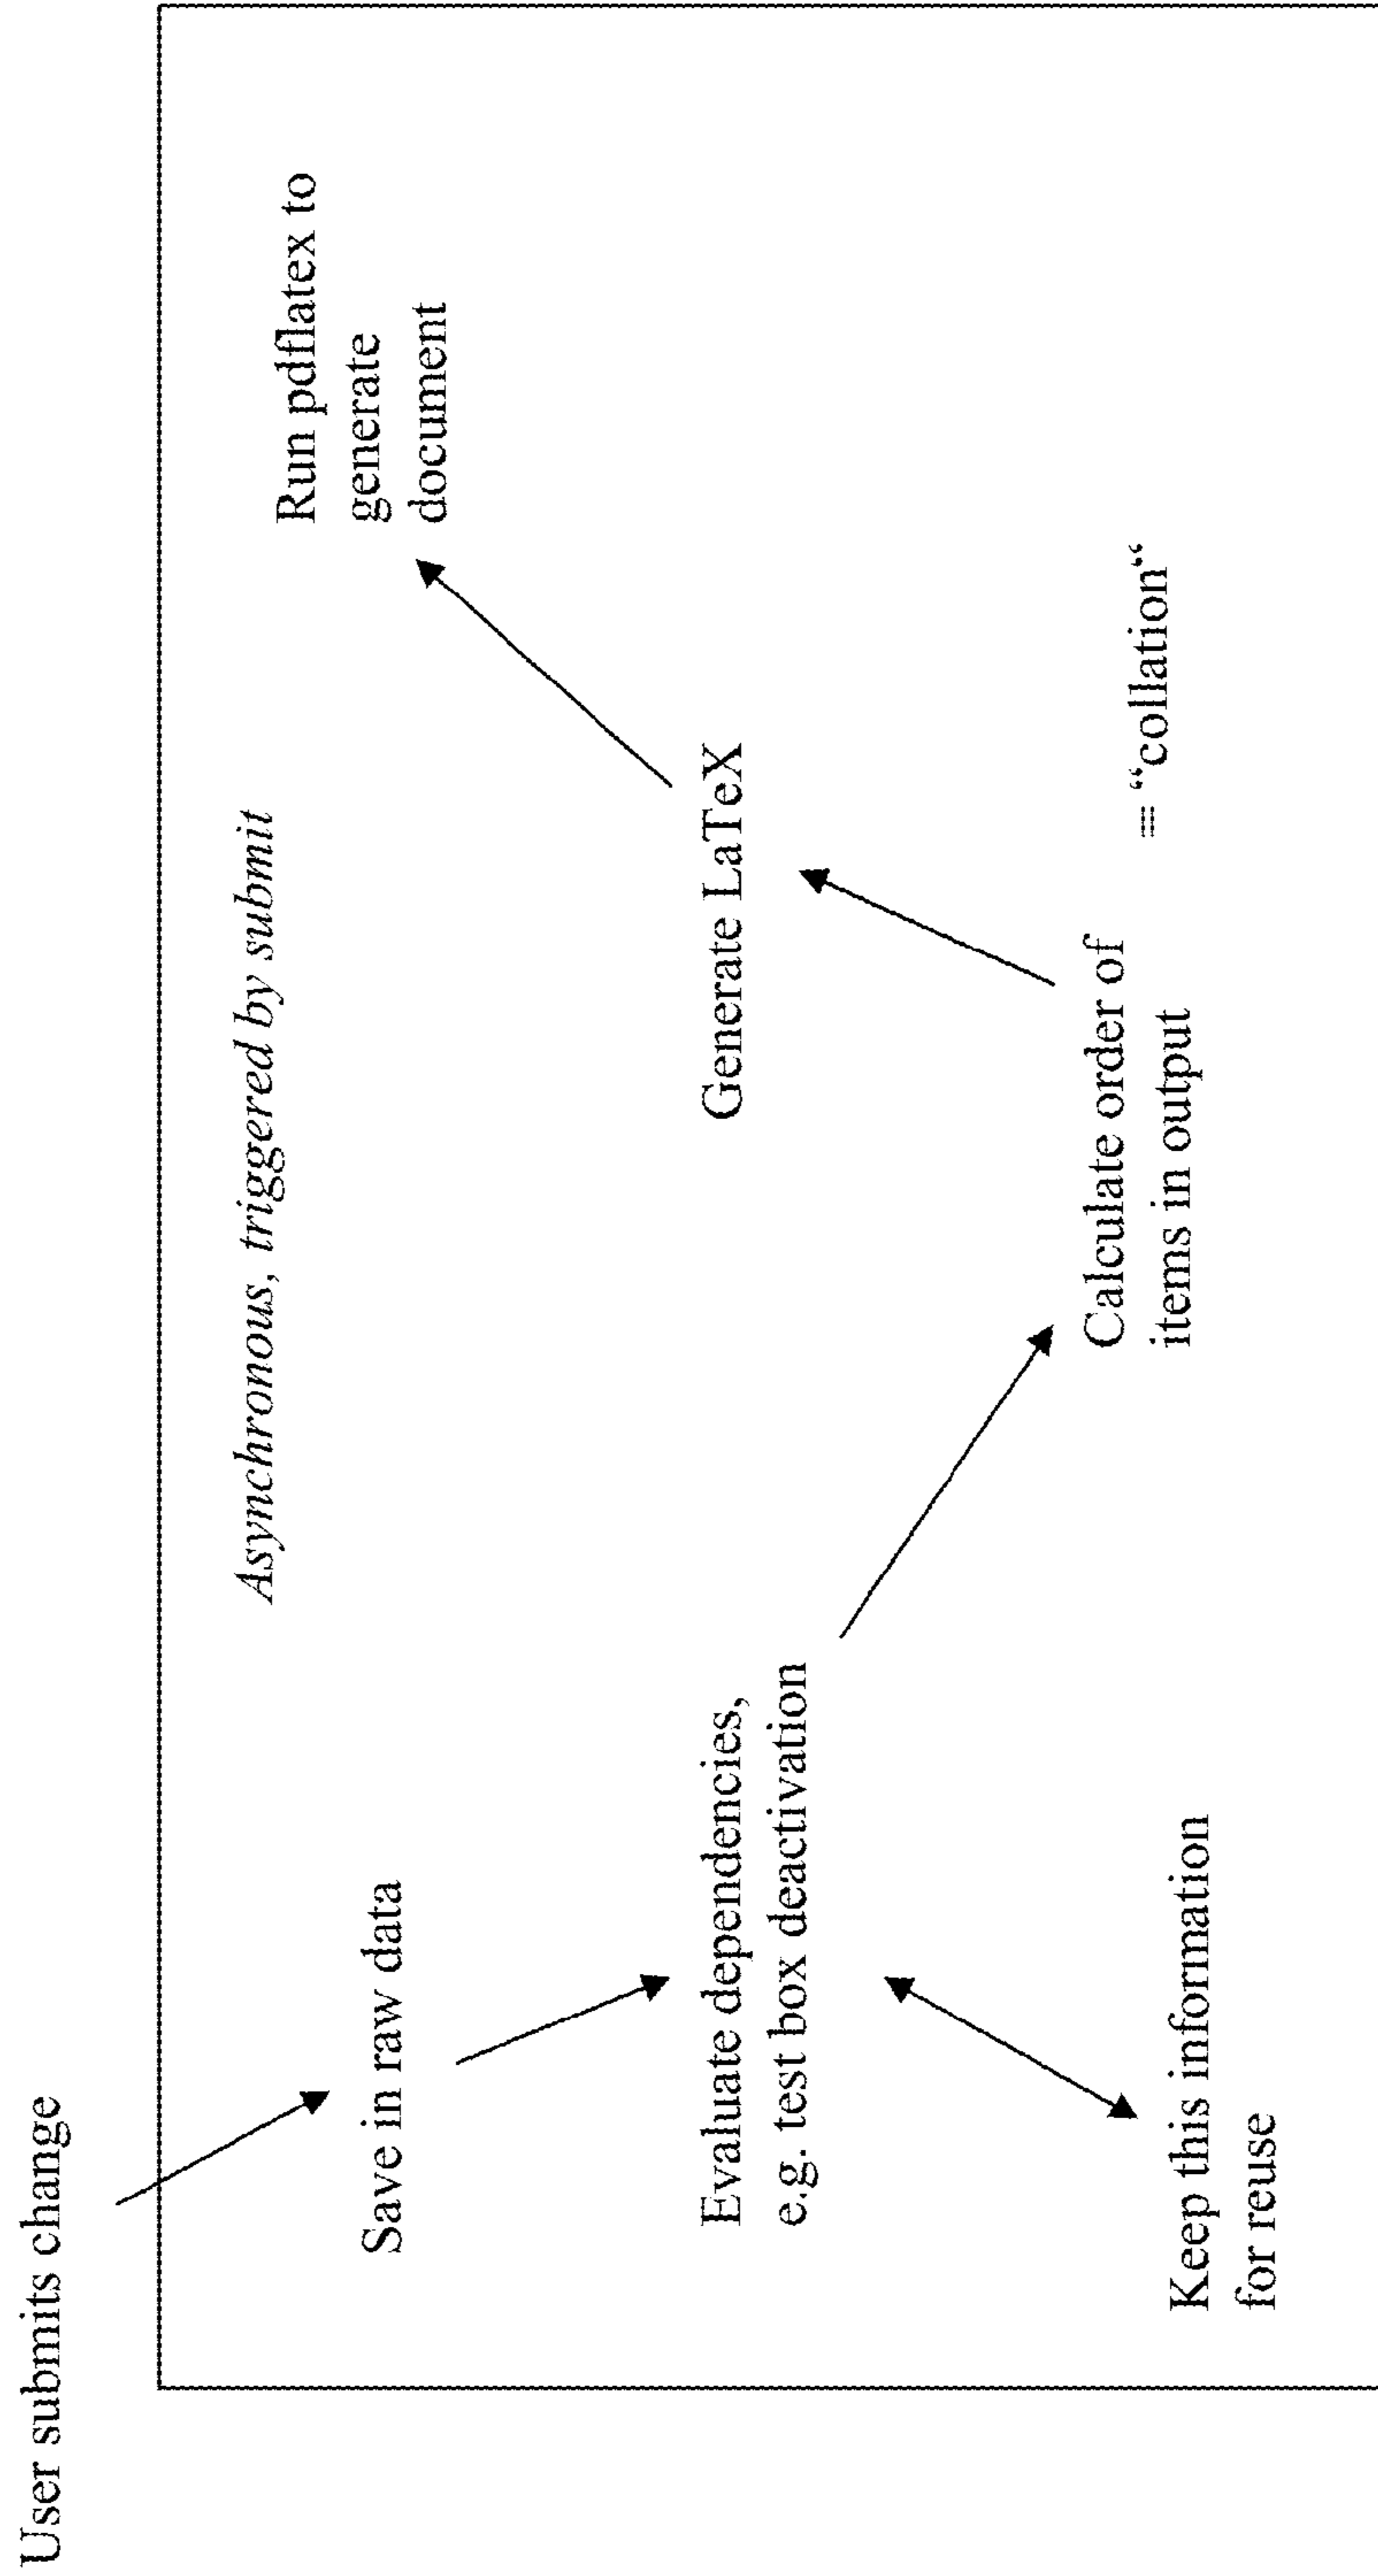 User submits change
Asynchronous, triggered by submit
Save in raw data
Run pdflatex to
generate
document
Evaluate dependencies,
e.g. test box deactivation
Generate LaTeX
Keep this information
for reuse
Calculate order of
items in output
= “collation“